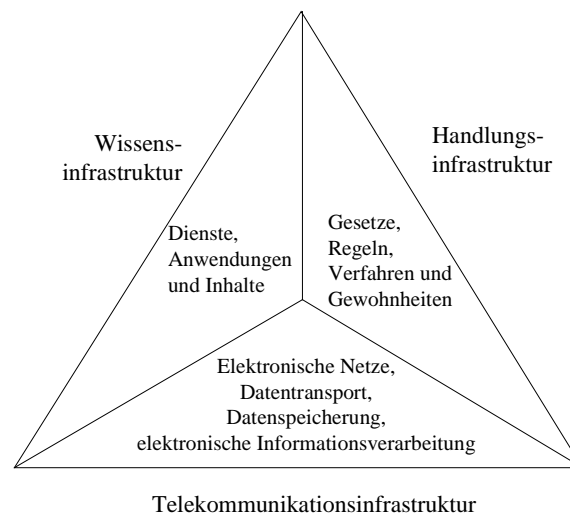 Wissens-
infrastruktur
Handlungs-
infrastruktur
Dienste,
Anwendungen
und Inhalte
Gesetze,
Regeln,
Verfahren und
Gewohnheiten
Elektronische Netze,
Datentransport,
Datenspeicherung,
elektronische Informationsverarbeitung
Telekommunikationsinfrastruktur